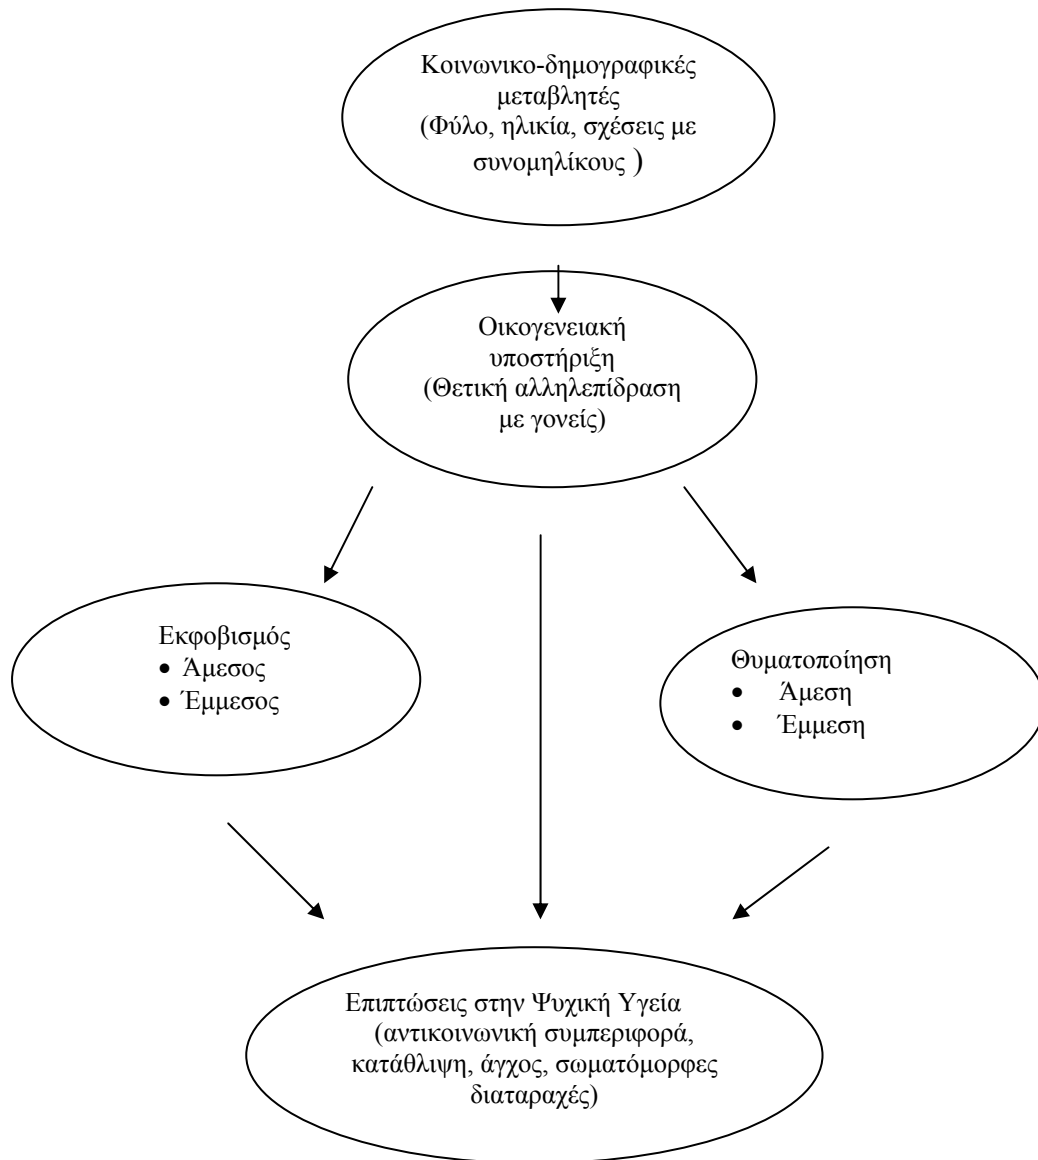 Κοινωνικο-δημογραφικές
μεταβλητές
(Φύλο, ηλικία, σχέσεις με
συνομηλίκους )
Οικογενειακή
υποστήριξη
(Θετική αλληλεπίδραση
με γονείς)
Εκφοβισμός
• Άμεσος
• Έμμεσος
Θυματοποίηση
• Άμεση
• Έμμεση
Επιπτώσεις στην Ψυχική Υγεία
(αντικοινωνική συμπεριφορά,
κατάθλιψη, άγχος, σωματόμορφες
διαταραχές)